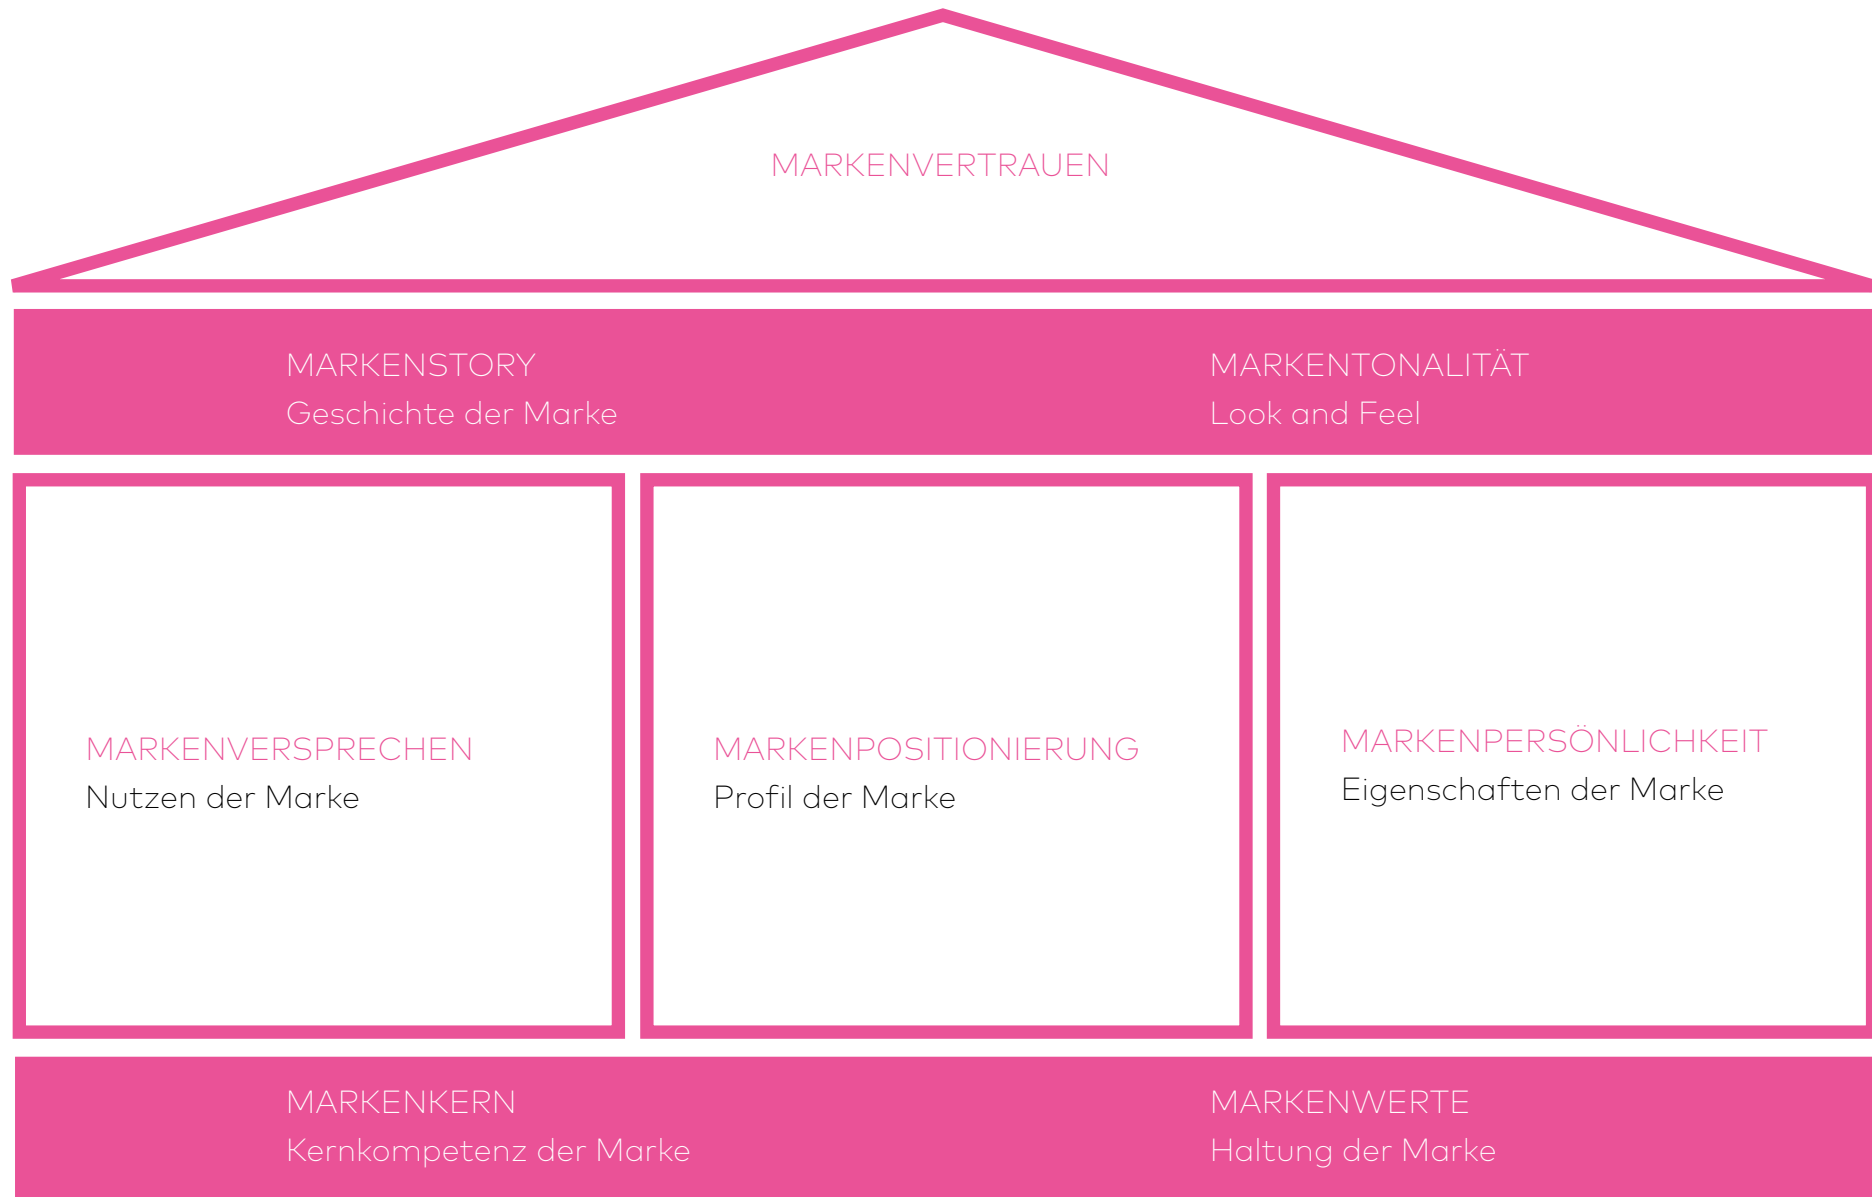 MARKENVERTRAUEN
MARKENSTORY
Geschichte der Marke
MARKENTONALITÄT
Look and Feel
MARKENVERSPRECHEN
Nutzen der Marke
MARKENPOSITIONIERUNG
Profil der Marke
MARKENPERSÖNLICHKEIT
Eigenschaften der Marke
MARKENKERN
Kernkompetenz der Marke
MARKENWERTE
Haltung der Marke